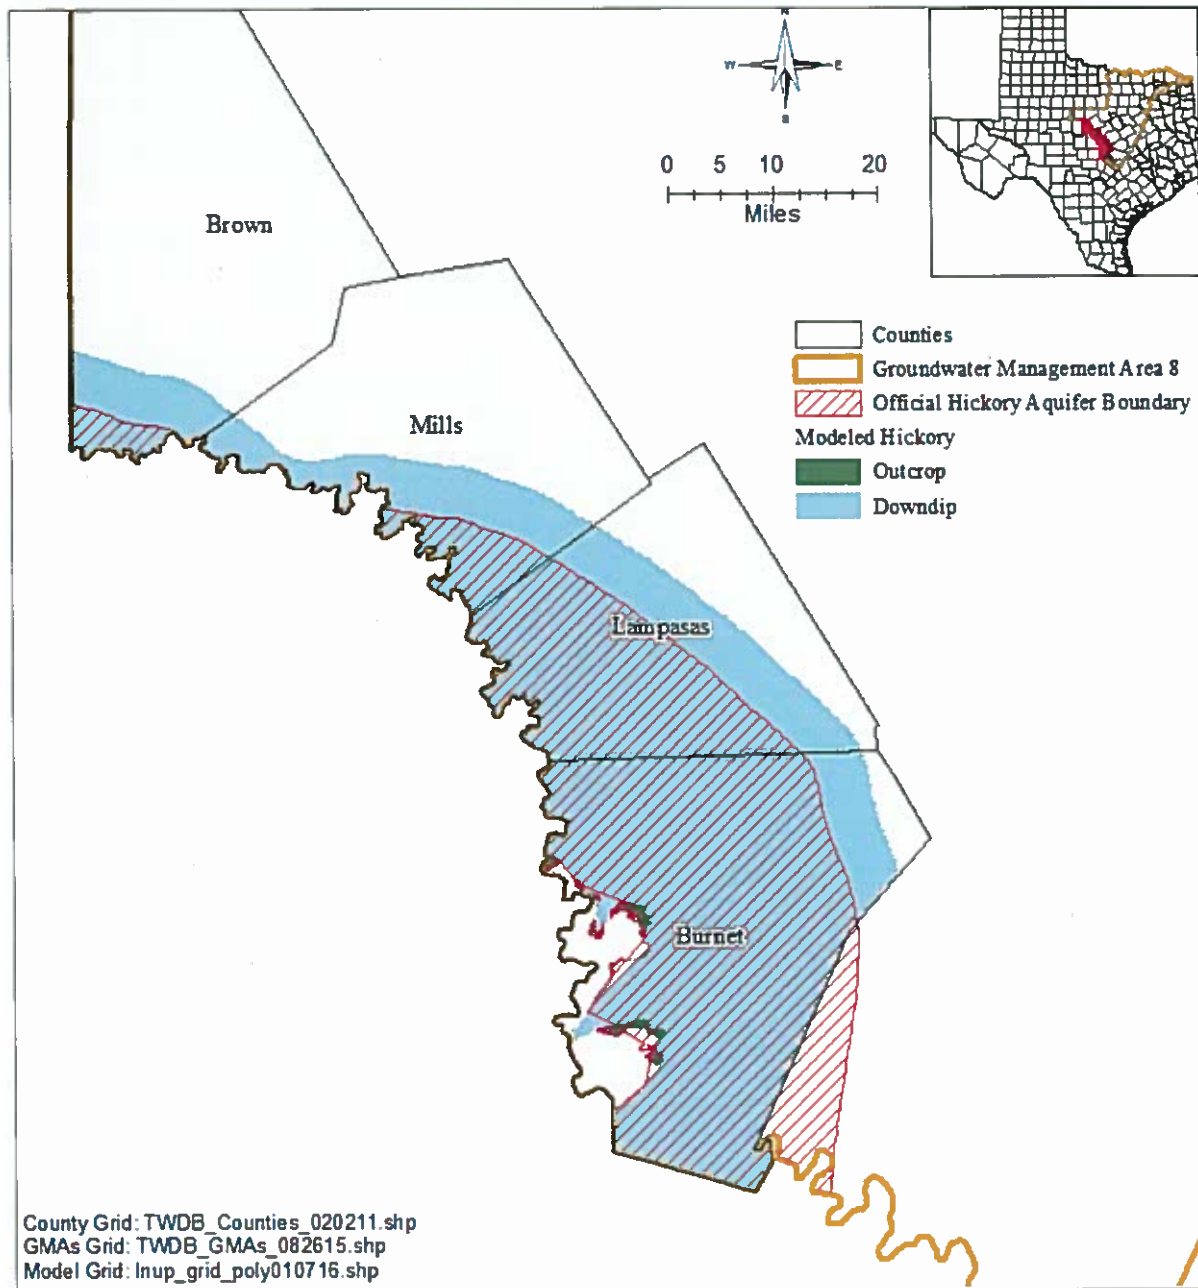 N
W
E
S
0 5 10 20
Miles
Brown
Mills
Lampasas
Burnet
Counties
Groundwater Management Area 8
Official Hickory Aquifer Boundary
Modeled Hickory
Outcrop
Downdip
County Grid: TWDB_Counties_020211.shp
GMAs Grid: TWDB_GMAs_082615.shp
Model Grid: lnup_grid_poly010716.shp